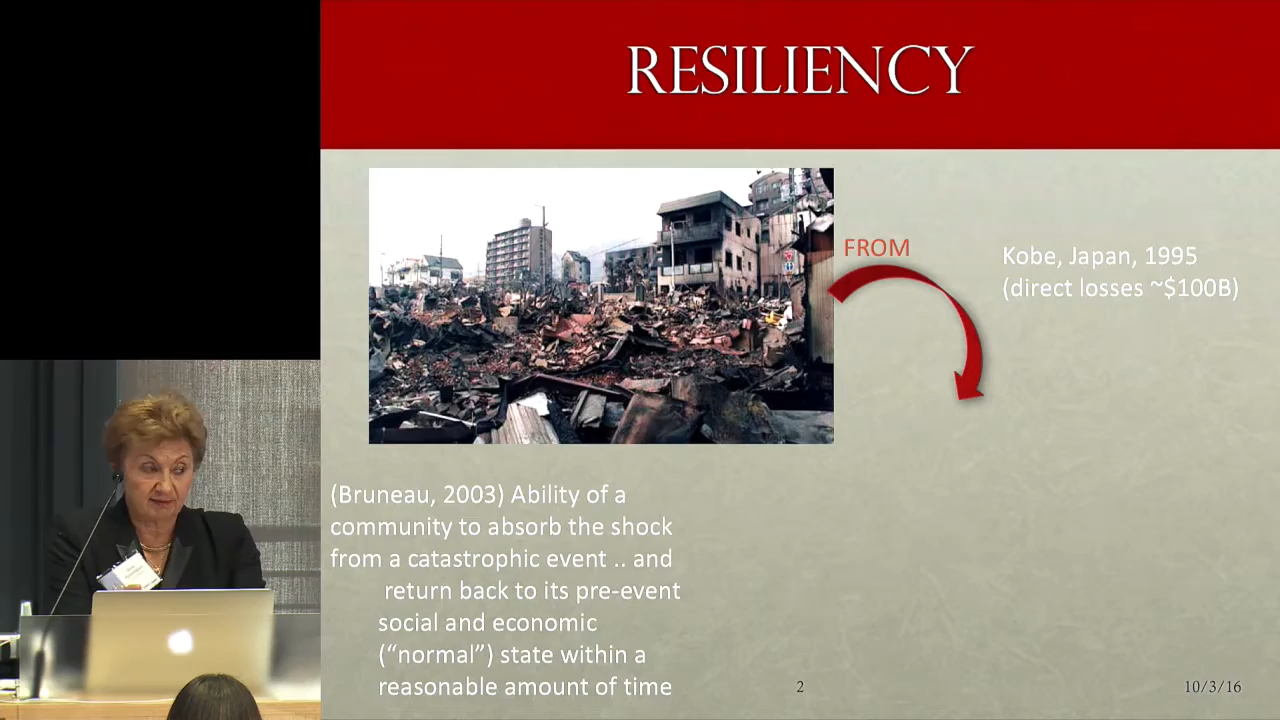 RESILIENCY
FROM
Kobe, Japan, 1995
(direct losses ~$100B)
(Bruneau, 2003) Ability of a
community to absorb the shock
from a catastrophic event .. and
return back to its pre-event
social and economic
(“normal”) state within a
reasonable amount of time
2
10/3/16